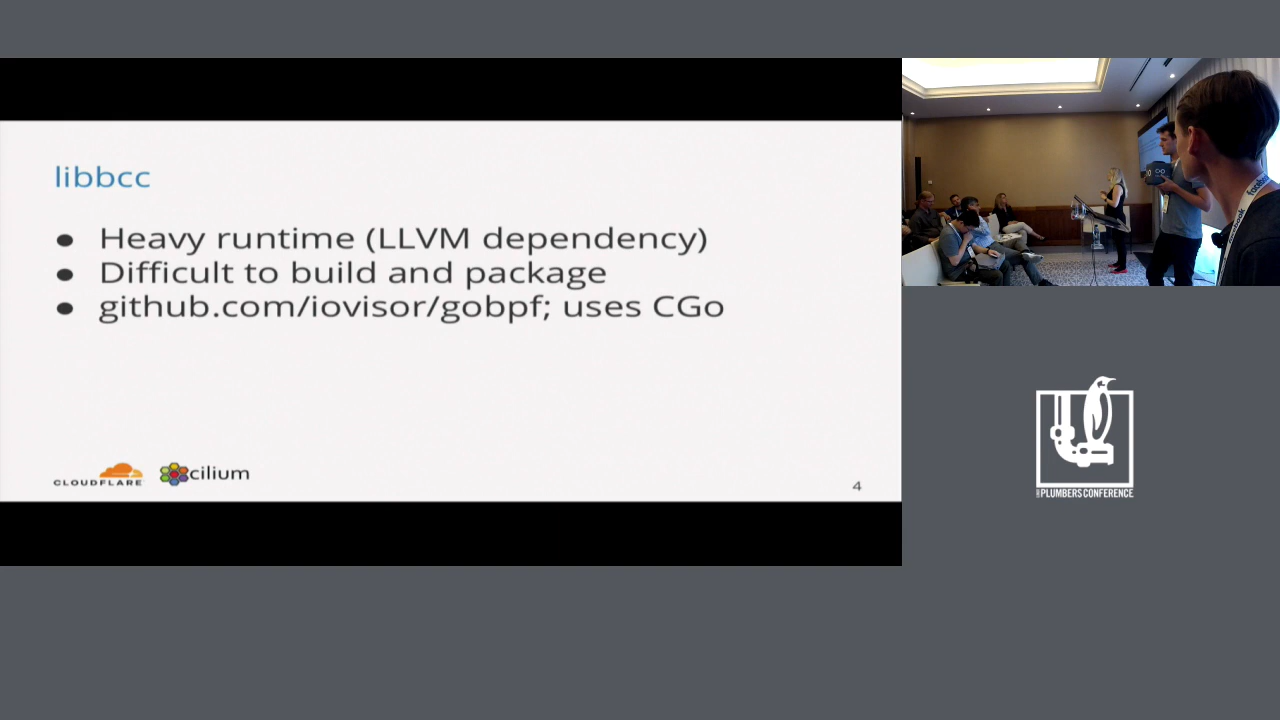 libbcc
● Heavy runtime (LLVM dependency)
● Difficult to build and package
● github.com/iovisor/gobpf; uses CGo
CLOUDFLARE
cilium
4
facebook
PLUMBERS CONFERENCE